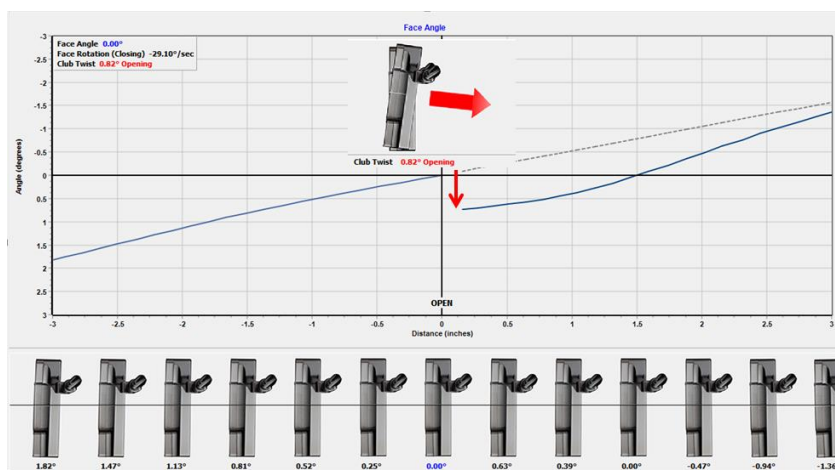 Face Angle
Face Angle 0.00°
Face Rotation (Closing) -29.10°/sec
Club Twist 0.82° Opening
Club Twist 0.82° Opening
Angle (degrees)
-3
-2.5
-2
-1.5
-1
-0.5
0
0.5
1
1.5
2
2.5
3
OPEN
-3 -2.5 -2 -1.5 -1 -0.5 0 0.5 1 1.5 2 2.5 3
Distance (inches)
1.82° 1.47° 1.13° 0.81° 0.52° 0.25° 0.00° 0.63° 0.39° 0.00° -0.47° -0.94°